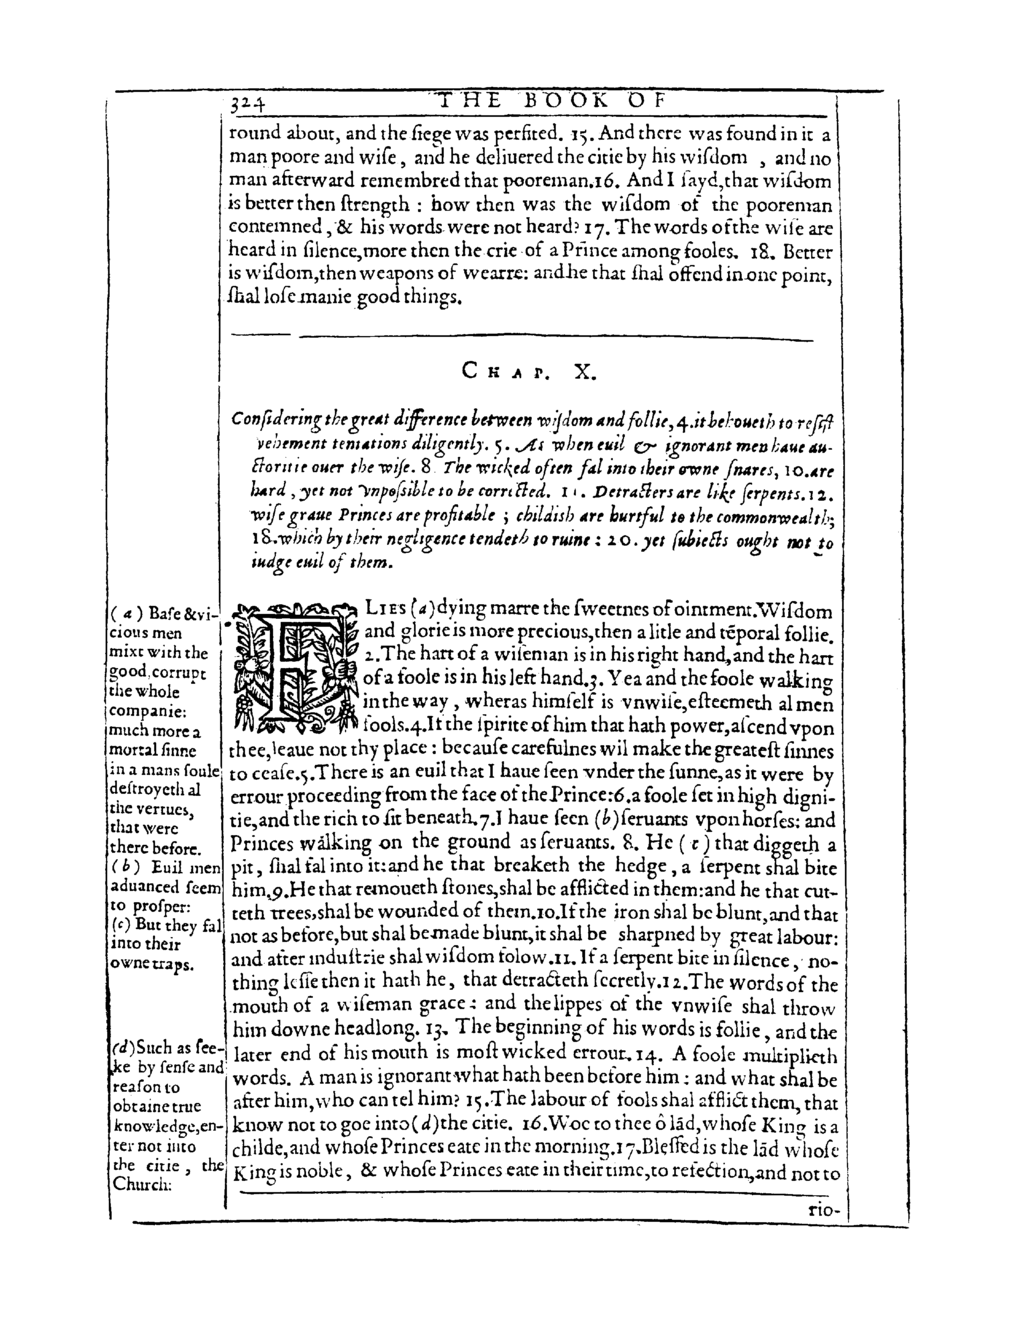 324 THE BOOK OF
round about, and the ſiege was perfited. 15. And there was found in it a
man poore and wiſe, and he deliuered the citie by his wiſdom , and no
man afterward remembred that pooreman.16. And I ſayd,that wiſdom
is better then ſtrength : how then was the wiſdom of the pooreman
contemned ,& his words were not heard? 17. The words of the wiſe are
heard in ſilence,more then the crie of a Prince among fooles. 18. Better
is wiſdom,then weapons of wearre: and he that ſhal offend in one point,
ſhal loſe manie good things.
CHAP. X.
Conſidering the great difference between wiſdom and follie, 4.it behoueth to reſiſt
vehement tentations diligently. 5. As when euil & ignorant men haue au-
ctoritie ouer the wiſe. 8 The wicked often fal into their owne ſnares, 10.are
hard , yet not vnpoſsible to be corrected. 11. Detracters are like ſerpents.12.
wiſe graue Princes are profitable ; childish are hurtful to the commonwealth;
18.which by their negligence tendeth to ruine : 20. yet ſubiects ought not to
iudge euil of them.
FLIES (a)dying marre the ſweetnes of ointment.Wiſdom
and glorie is more precious,then a litle and tēporal follie.
2.The hart of a wiſeman is in his right hand,and the hart
of a foole is in his left hand.3. Yea and the foole walking
in the way , wheras himſelf is vnwiſe,eſteemeth al men
fools.4.If the ſpirite of him that hath power,aſcend vpon
thee,leaue not thy place : becauſe carefulnes wil make the greateſt ſinnes
to ceaſe.5.There is an euil that I haue ſeen vnder the ſunne,as it were by
errour proceeding from the face of the Prince:6.a foole ſet in high digni-
tie,and the rich to ſit beneath.7.I haue ſeen (b)ſeruants vpon horſes: and
Princes walking on the ground as ſeruants. 8. He (c) that diggeth a
pit, ſhal fal into it:and he that breaketh the hedge, a ſerpent shal bite
him.9.He that remoueth ſtones,shal be afflicted in them:and he that cut-
teth trees,shal be wounded of them.10.If the iron shal be blunt,and that
not as before,but shal be made blunt,it shal be sharpned by great labour:
and after induſtrie shal wiſdom folow.11. If a ſerpent bite in ſilence, no-
thing leſſe then it hath he, that detracteth ſecretly.12.The words of the
mouth of a wiſeman grace : and the lippes of the vnwiſe shal throw
him downe headlong. 13. The beginning of his words is follie , and the
later end of his mouth is moſt wicked errour. 14. A foole multiplieth
words. A man is ignorant what hath been before him : and what shal be
after him,who can tel him? 15.The labour of fools shal afflict them, that
know not to goe into(d)the citie. 16.Woe to thee ô lād,whoſe King is a
childe,and whoſe Princes eate in the morning.17.Bleſſed is the lād whoſe
King is noble , & whoſe Princes eate in their time,to refection,and not to
rio-
(a) Baſe &vi-
cious men
mixt with the
good,corrupt
the whole
companie:
much more a
mortal ſinne
in a mans ſoule
deſtroyeth al
the vertues,
that were
there before.
(b) Euil men
aduanced ſeem
to proſper:
(c) But they fal
into their
owne traps.
(d)Such as ſee-
ke by ſenſe and
reaſon to
obtaine true
knowledge,en-
ter not into
the citie , the
Church: